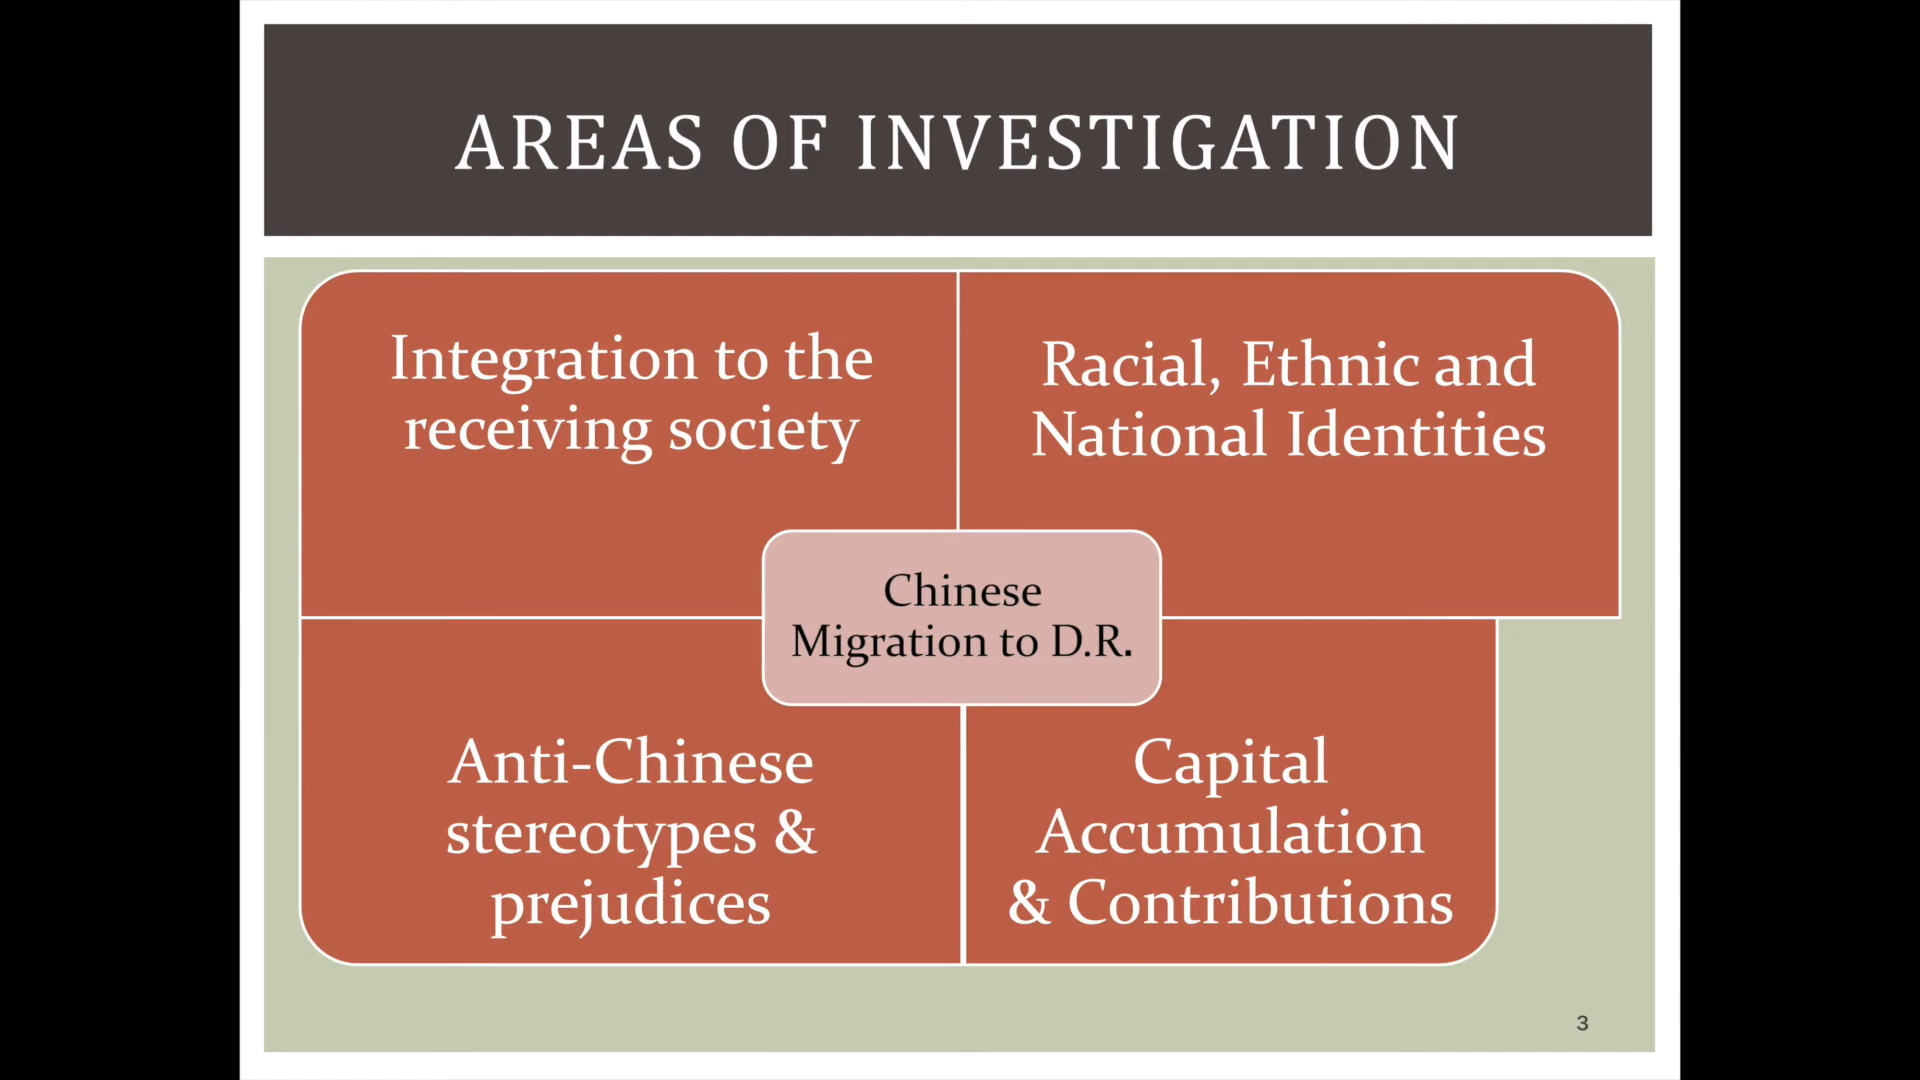 AREAS OF INVESTIGATION
Integration to the
receiving society
Racial, Ethnic and
National Identities
Chinese
Migration to D.R.
Anti-Chinese
stereotypes &
prejudices
Capital
Accumulation
& Contributions
3